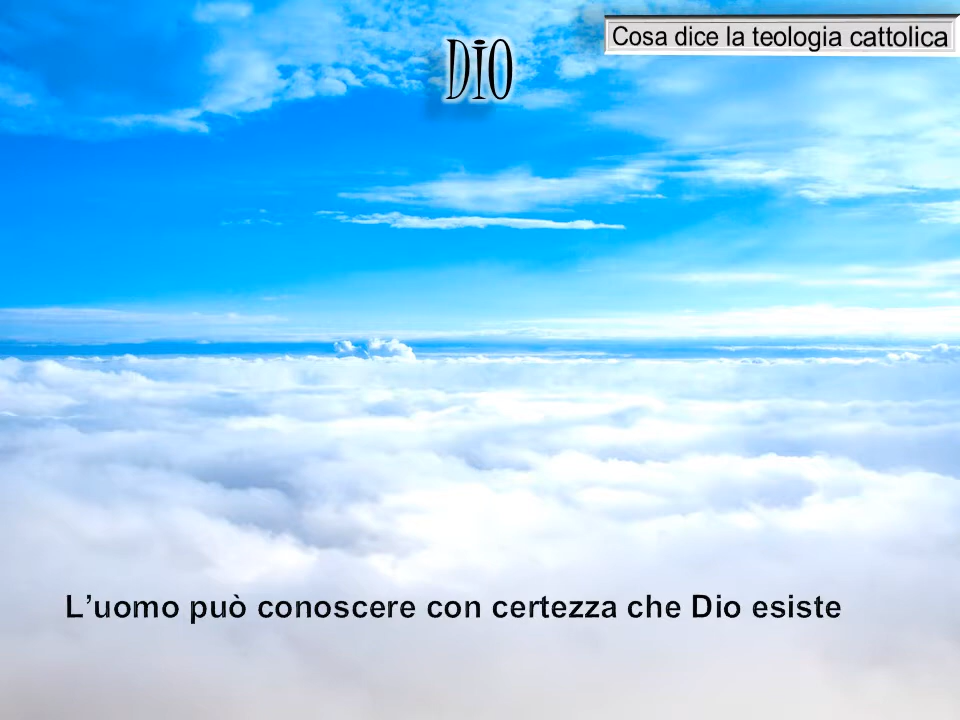 DIO
Cosa dice la teologia cattolica
L’uomo può conoscere con certezza che Dio esiste